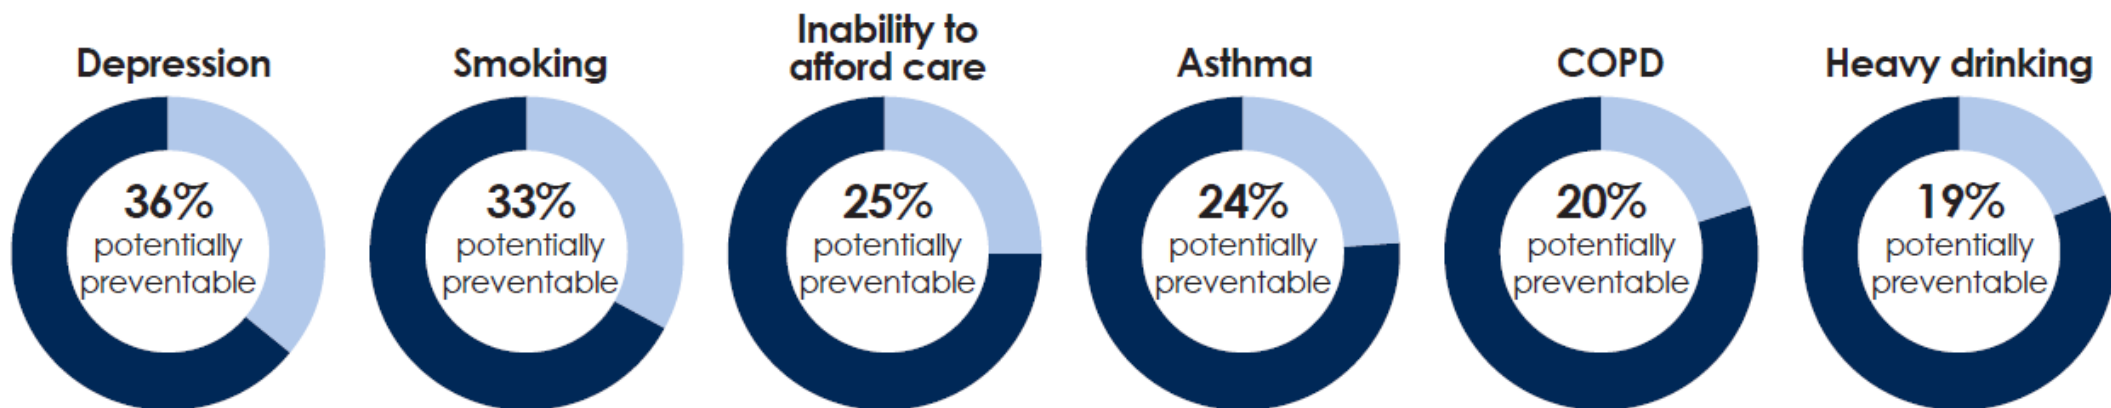 Depression
36%
potentially
preventable
Smoking
33%
potentially
preventable
Inability to
afford care
25%
potentially
preventable
Asthma
24%
potentially
preventable
COPD
20%
potentially
preventable
Heavy drinking
19%
potentially
preventable